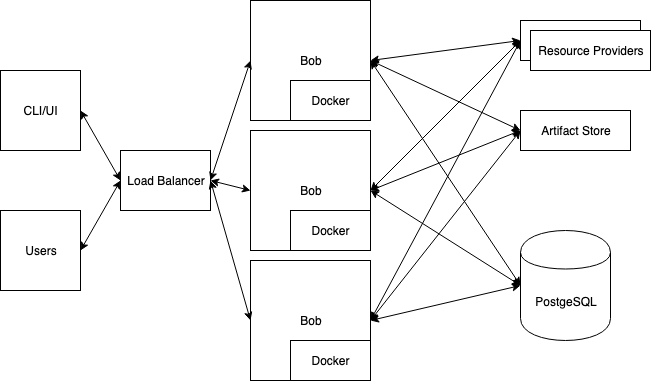 CLI/UI
Users
Load Balancer
Bob
Docker
Bob
Docker
Bob
Docker
Resource Providers
Artifact Store
PostgeSQL